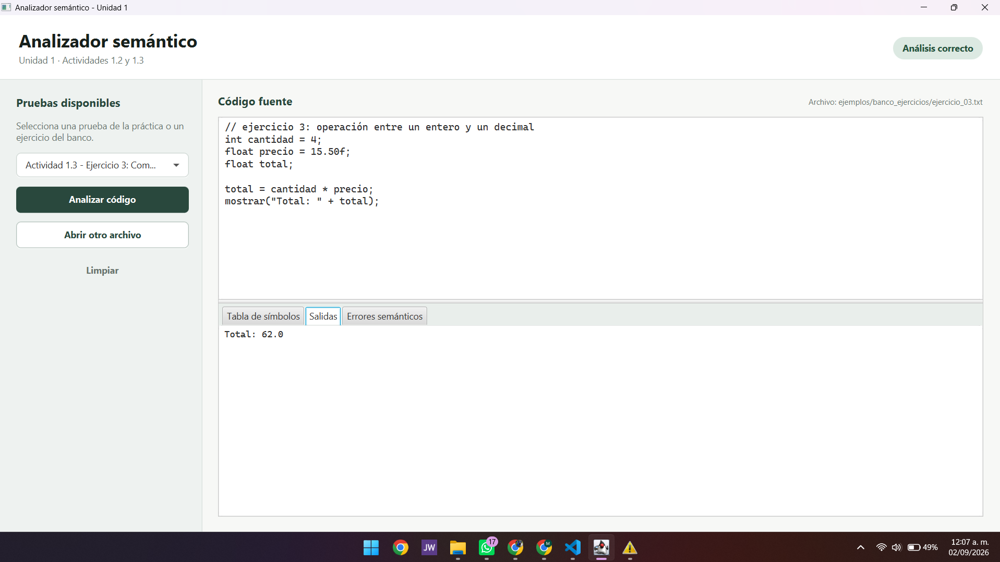 Analizador semántico - Unidad 1
Analizador semántico
Unidad 1 · Actividades 1.2 y 1.3
Análisis correcto
Pruebas disponibles
Selecciona una prueba de la práctica o un
ejercicio del banco.
Actividad 1.3 - Ejercicio 3: Com...
Analizar código
Abrir otro archivo
Limpiar
Código fuente
Archivo: ejemplos/banco_ejercicios/ejercicio_03.txt
// ejercicio 3: operación entre un entero y un decimal
int cantidad = 4;
float precio = 15.50f;
float total;
total = cantidad * precio;
mostrar("Total: " + total);
Tabla de símbolos
Salidas
Errores semánticos
Total: 62.0
JW
17
M
49%
12:07 a. m.
02/09/2026